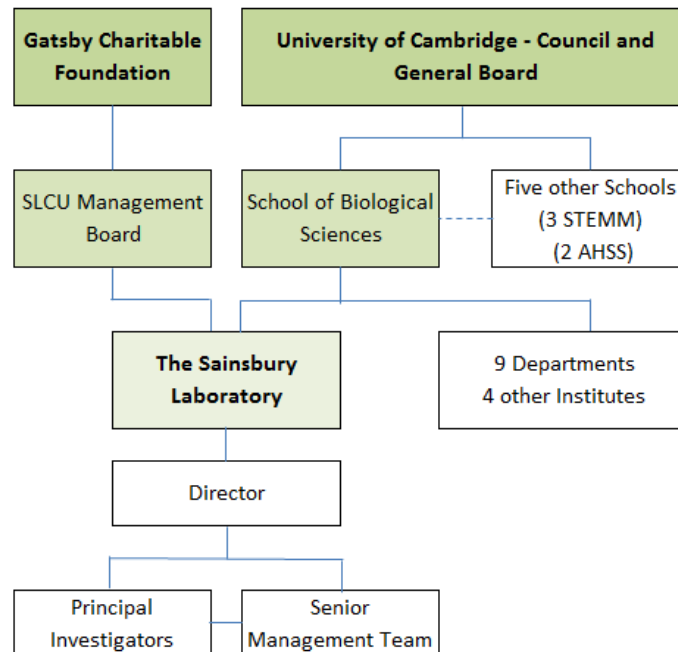 Gatsby Charitable
Foundation
University of Cambridge - Council and
General Board
SLCU Management
Board
School of Biological
Sciences
Five other Schools
(3 STEMM)
(2 AHSS)
The Sainsbury
Laboratory
9 Departments
4 other Institutes
Director
Principal
Investigators
Senior
Management Team